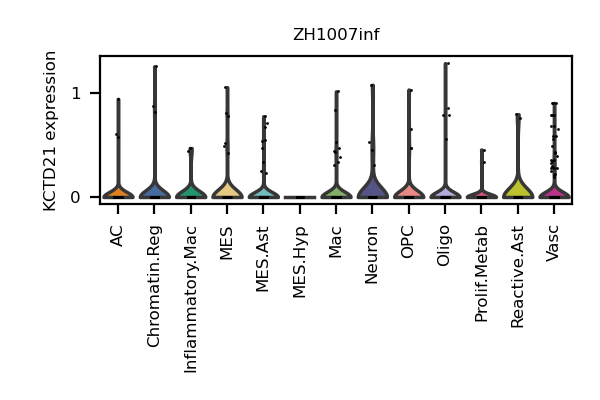 ZH1007inf
KCTD21 expression
1
0
AC
Chromatin.Reg
Inflammatory.Mac
MES
MES.Ast
MES.Hyp
Mac
Neuron
OPC
Oligo
Prolif.Metab
Reactive.Ast
Vasc